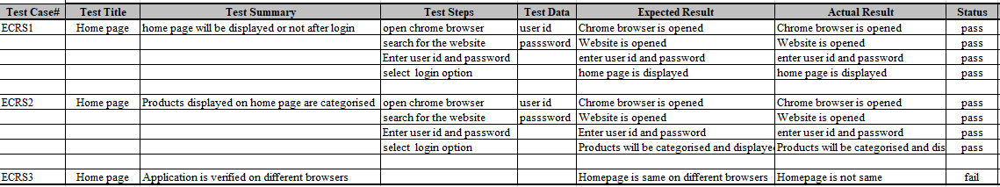 Test Case# Test Title Test Summary Test Steps Test Data Expected Result Actual Result Status
ECRS1 Home page home page will be displayed or not after login open chrome browser user id Chrome browser is opened Chrome browser is opened pass
search for the website passsword Website is opened Website is opened pass
Enter user id and password enter user id and password enter user id and password pass
select login option home page is displayed home page is displayed pass
ECRS2 Home page Products displayed on home page are categorised open chrome browser user id Chrome browser is opened Chrome browser is opened pass
search for the website passsword Website is opened Website is opened pass
Enter user id and password Enter user id and password enter user id and password pass
select login option Products will be categorised and displaye Products will be categorised and dis pass
ECRS3 Home page Application is verified on different browsers Homepage is same on different browsers Homepage is not same fail